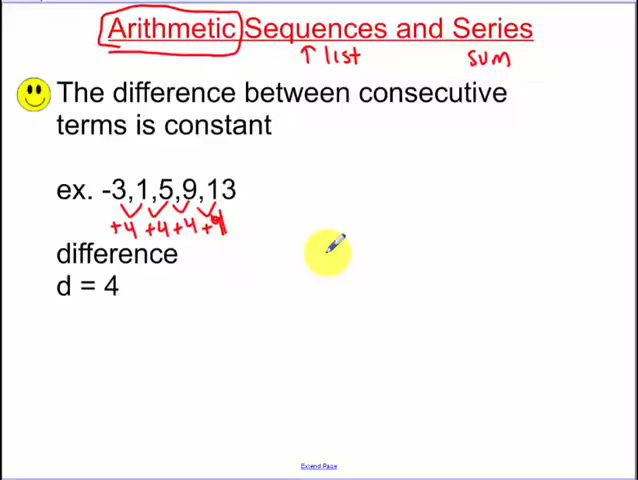 Arithmetic Sequences and Series
↑ list sum
The difference between consecutive
terms is constant
ex. -3,1,5,9,13
+4 +4 +4 +4
difference
d = 4
Extend Page